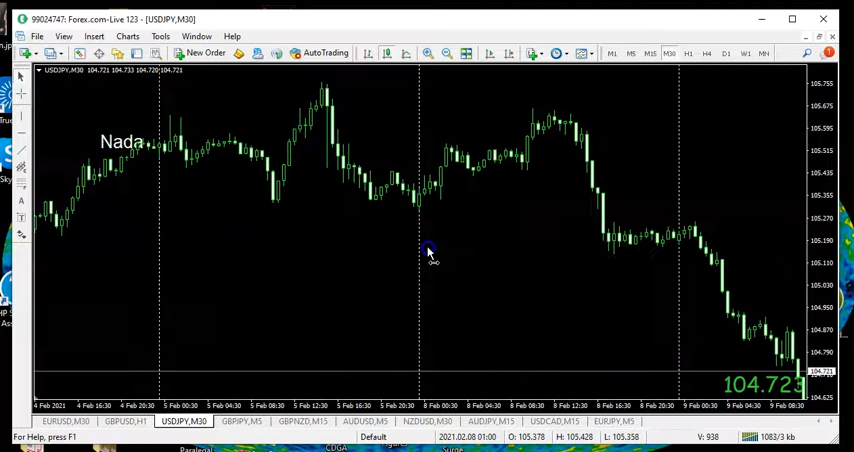 99024747: Forex.com-Live 123 - [USDJPY,M30]
File View Insert Charts Tools Window Help
New Order AutoTrading M1 M5 M15 M30 H1 H4 D1 W1 MN
USDJPY,M30 104.721 104.733 104.720 104.721
Nada
105.755
105.675
105.595
105.515
105.435
105.355
105.270
105.190
105.110
105.030
104.950
104.870
104.790
104.721
104.723
104.625
4 Feb 2021 4 Feb 16:30 4 Feb 20:30 5 Feb 00:30 5 Feb 04:30 5 Feb 08:30 5 Feb 12:30 5 Feb 16:30 5 Feb 20:30 8 Feb 00:30 8 Feb 04:30 8 Feb 08:30 8 Feb 12:30 8 Feb 16:30 8 Feb 20:30 9 Feb 00:30 9 Feb 04:30 9 Feb 08:30
EURUSD,M30 GBPUSD,H1 USDJPY,M30 GBPJPY,M5 GBPNZD,M15 AUDUSD,M5 NZDUSD,M30 AUDJPY,M15 USDCAD,M15 EURJPY,M5
For Help, press F1 Default 2021.02.08 01:00 O: 105.378 H: 105.428 L: 105.358 V: 938 1083/3 kb
Paralegal
CDGA
Surge